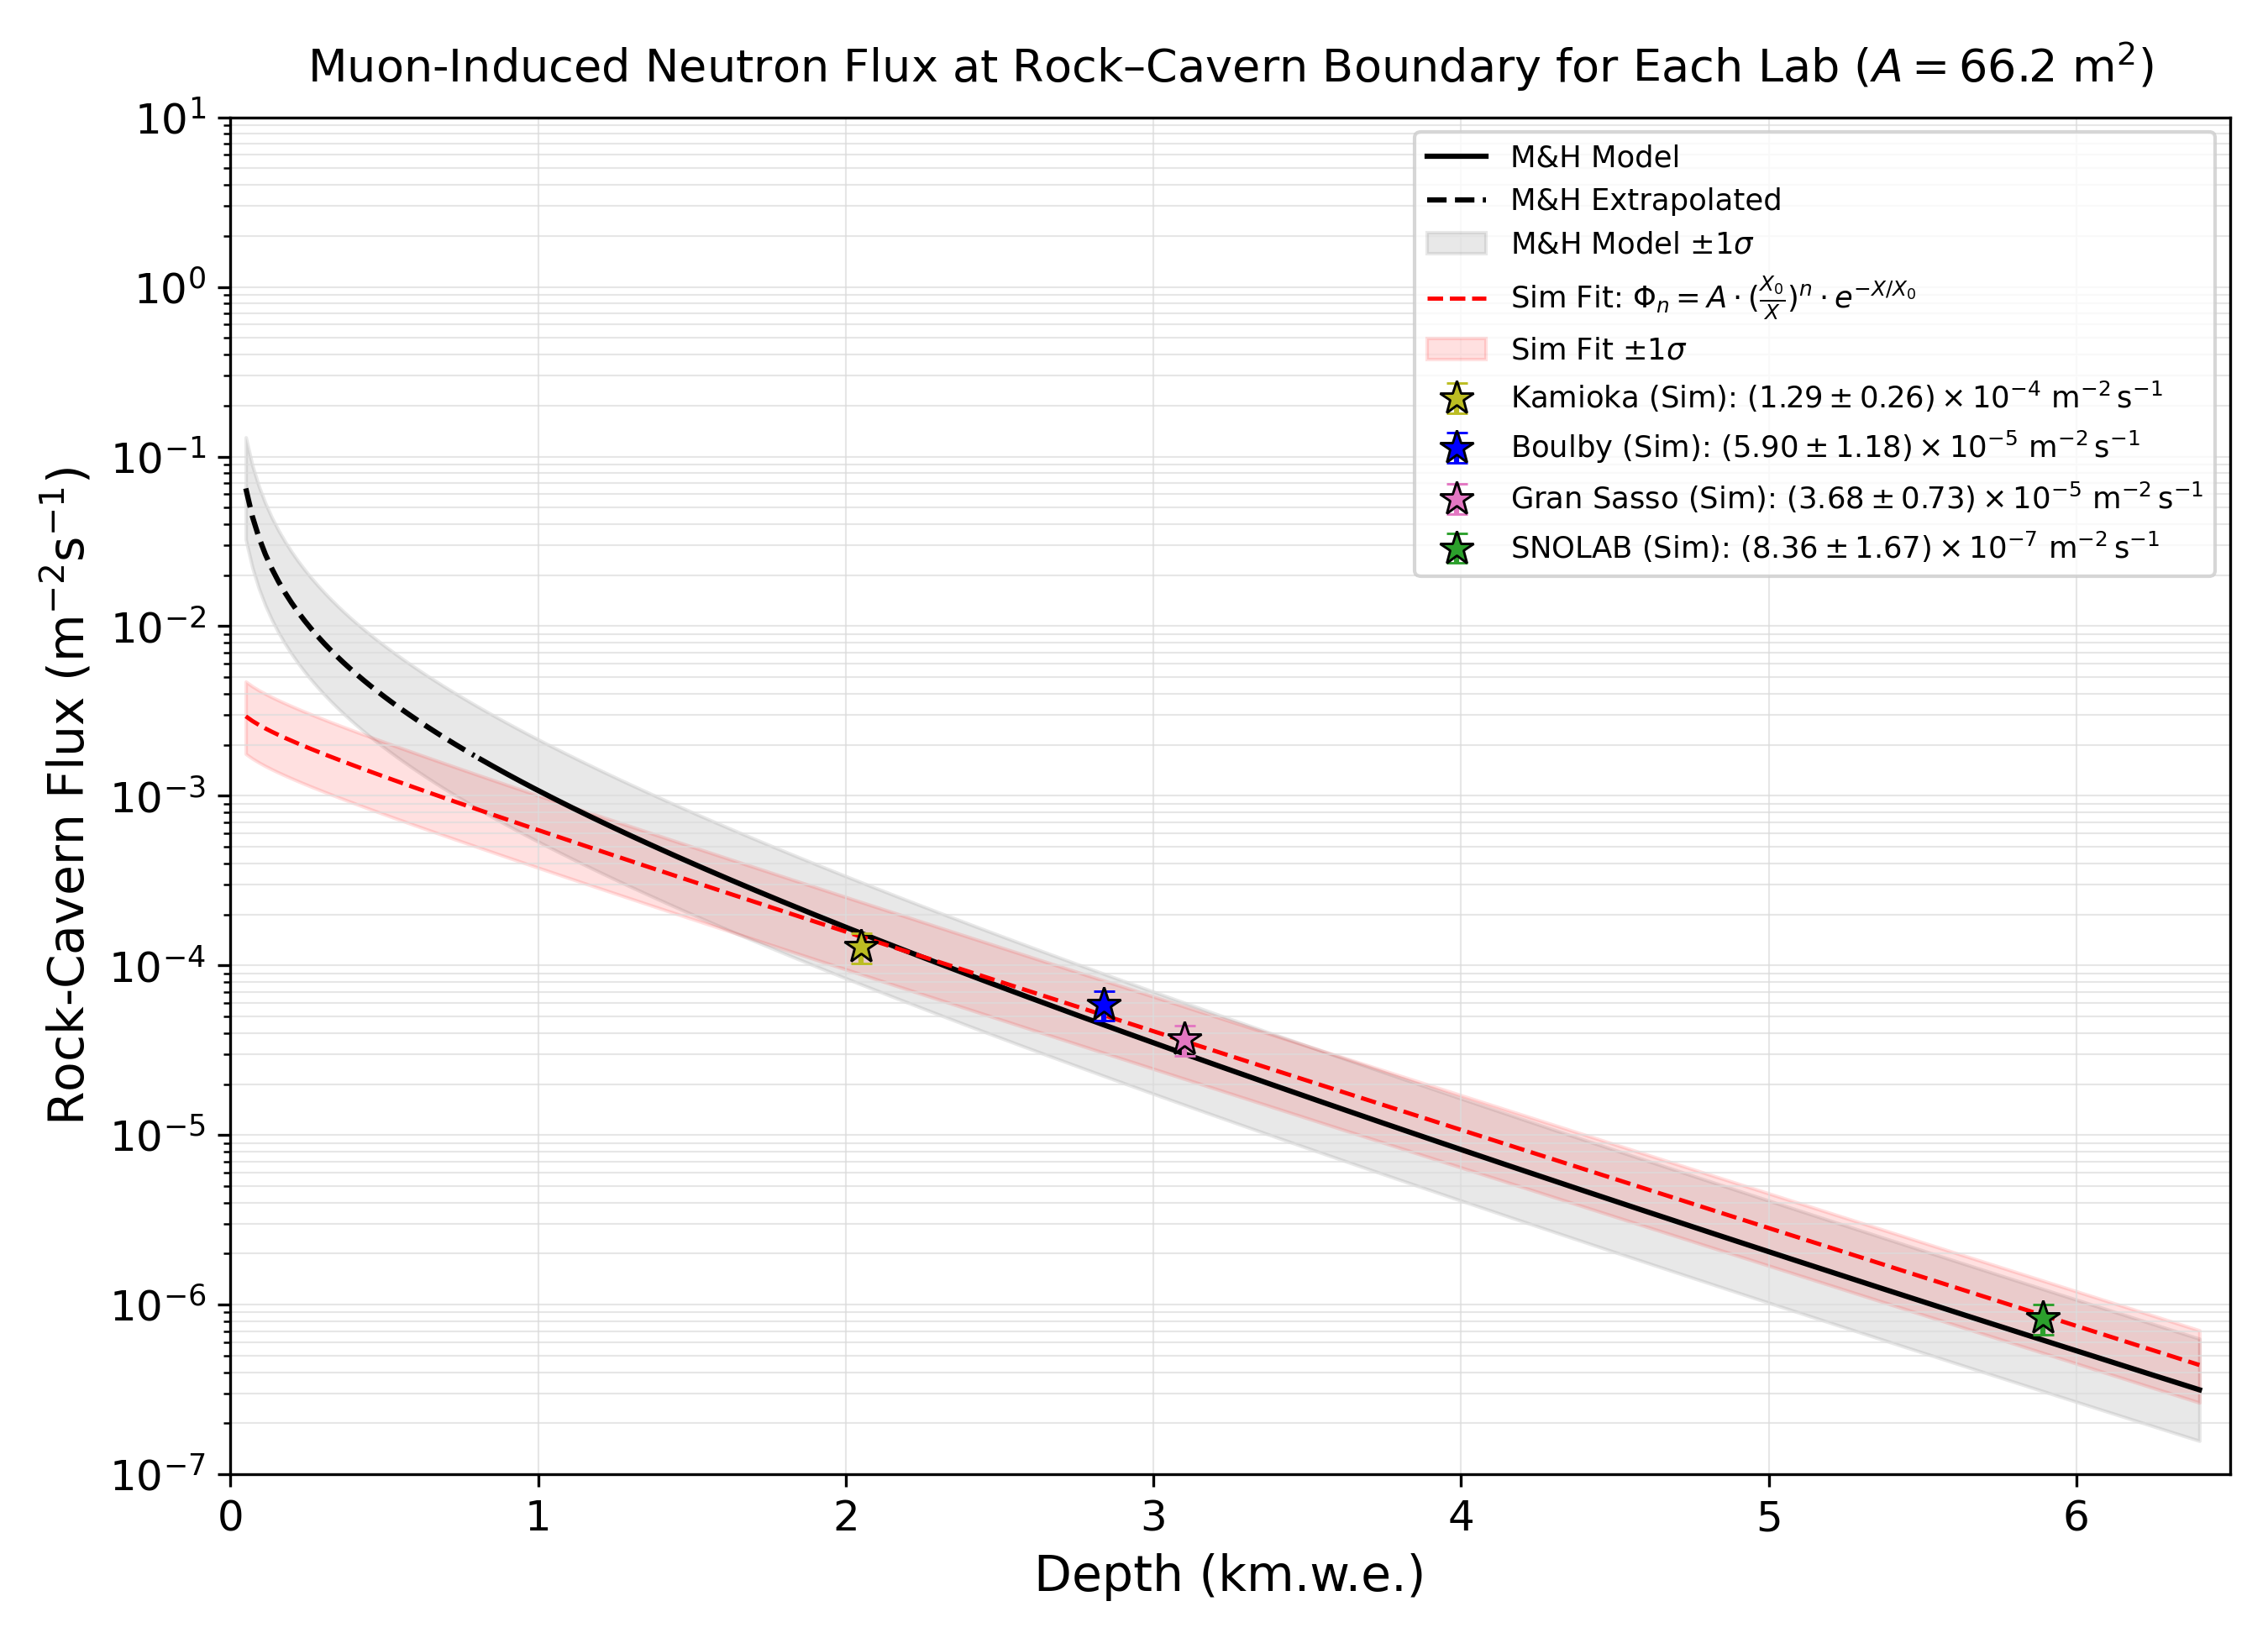 Muon-Induced Neutron Flux at Rock–Cavern Boundary for Each Lab (A = 66.2 m²)
10¹
10⁰
10⁻¹
10⁻²
10⁻³
10⁻⁴
10⁻⁵
10⁻⁶
10⁻⁷
Rock-Cavern Flux (m⁻²s⁻¹)
M&H Model
M&H Extrapolated
M&H Model ±1σ
Sim Fit: Φₙ = A · (X₀/X)ⁿ · e^{−X/X₀}
Sim Fit ±1σ
Kamioka (Sim): (1.29 ± 0.26) × 10⁻⁴ m⁻² s⁻¹
Boulby (Sim): (5.90 ± 1.18) × 10⁻⁵ m⁻² s⁻¹
Gran Sasso (Sim): (3.68 ± 0.73) × 10⁻⁵ m⁻² s⁻¹
SNOLAB (Sim): (8.36 ± 1.67) × 10⁻⁷ m⁻² s⁻¹
0 1 2 3 4 5 6
Depth (km.w.e.)